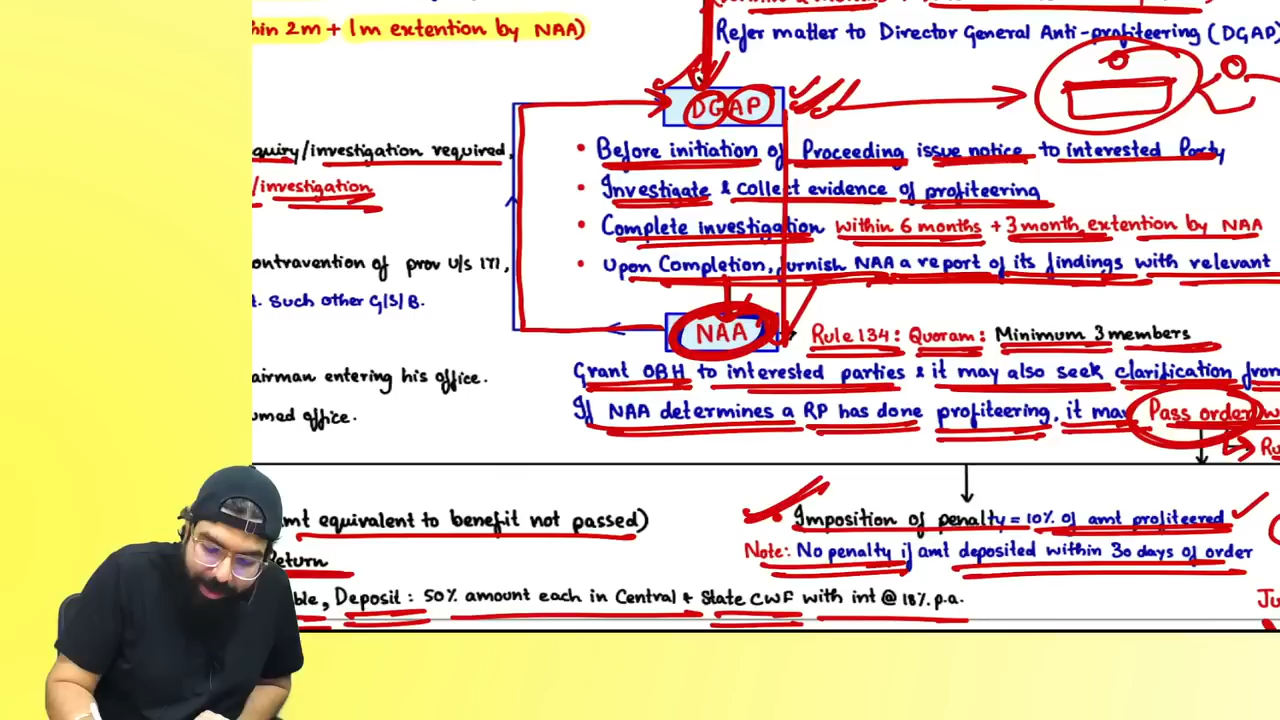 hin 2m + 1m extention by NAA)
Refer matter to Director General Anti-profiteering (DGAP)
DGAP
quiry/investigation required,
• Before initiation of Proceeding issue notice to interested Party
/investigation
• Investigate & collect evidence of profiteering
• Complete investigation within 6 months + 3 month extention by NAA
ontravention of prov U/s 171,
• Upon Completion, furnish NAA a report of its findings with relevant
t. Such other G/S/B.
NAA
Rule 134: Quoram: Minimum 3 members
airman entering his office.
Grant OBH to interested parties & it may also seek clarification from
umed office.
If NAA determines a RP has done profiteering, it may Pass order w
Ru
amt equivalent to benefit not passed)
• Imposition of penalty = 10% of amt profiteered
Return
Note: No penalty if amt deposited within 30 days of order
ble, Deposit: 50% amount each in Central & State CWF with int @ 18% p.a.
Ju